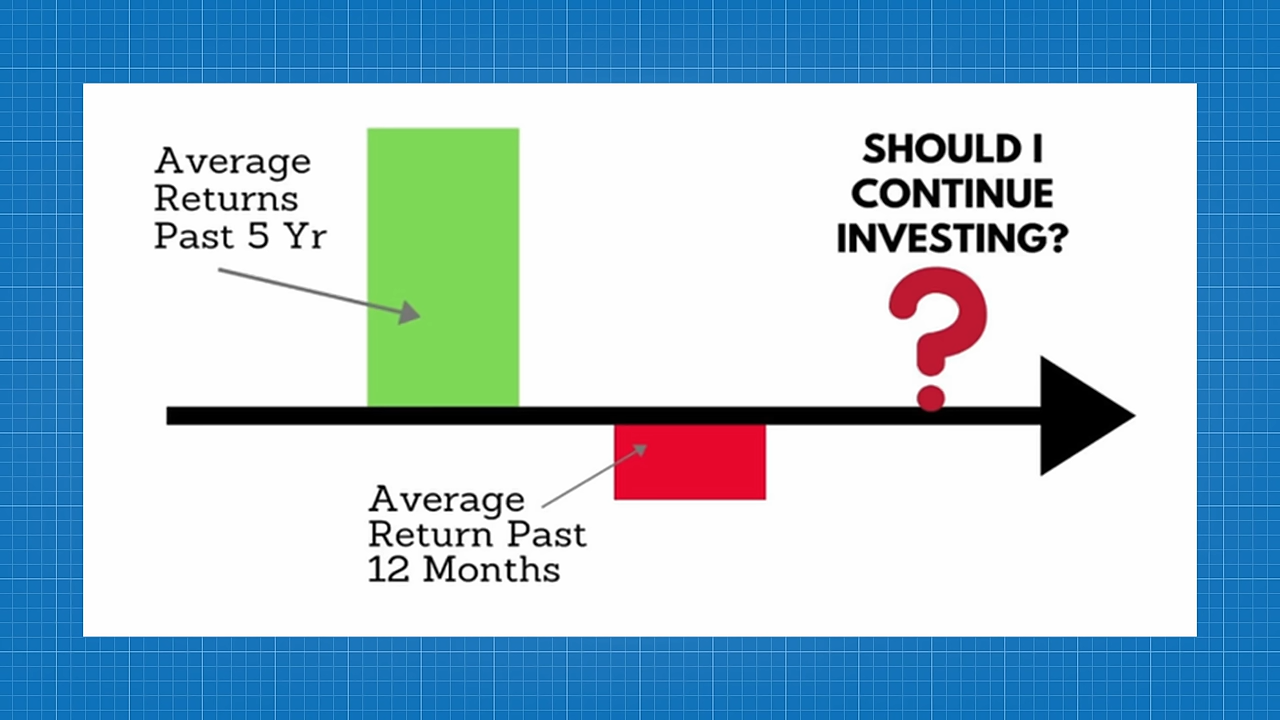 Average
Returns
Past 5 Yr
SHOULD I
CONTINUE
INVESTING?
?
Average
Return Past
12 Months